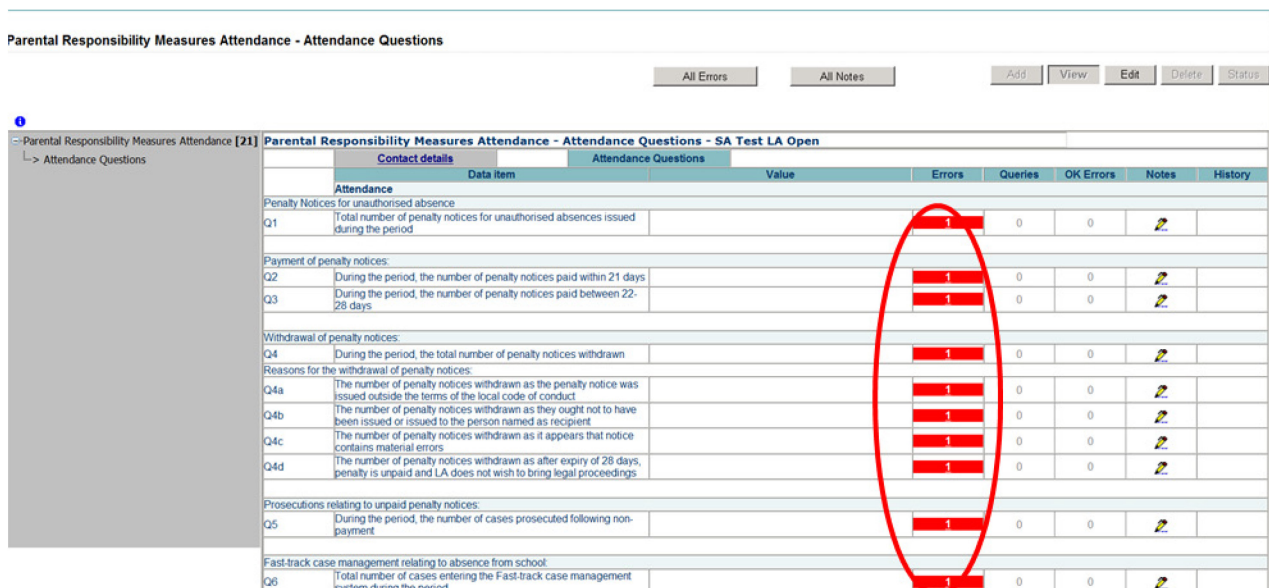 Parental Responsibility Measures Attendance - Attendance Questions
All Errors All Notes Add View Edit Delete Status
Parental Responsibility Measures Attendance [21]
> Attendance Questions
Parental Responsibility Measures Attendance - Attendance Questions - SA Test LA Open
Contact details Attendance Questions
Data item Value Errors Queries OK Errors Notes History
Attendance
Penalty Notices for unauthorised absence
Q1 Total number of penalty notices for unauthorised absences issued
during the period 1 0 0
Payment of penalty notices:
Q2 During the period, the number of penalty notices paid within 21 days 1 0 0
Q3 During the period, the number of penalty notices paid between 22-
28 days 1 0 0
Withdrawal of penalty notices:
Q4 During the period, the total number of penalty notices withdrawn 1 0 0
Reasons for the withdrawal of penalty notices:
Q4a The number of penalty notices withdrawn as the penalty notice was
issued outside the terms of the local code of conduct 1 0 0
Q4b The number of penalty notices withdrawn as they ought not to have
been issued or issued to the person named as recipient 1 0 0
Q4c The number of penalty notices withdrawn as it appears that notice
contains material errors 1 0 0
Q4d The number of penalty notices withdrawn as after expiry of 28 days,
penalty is unpaid and LA does not wish to bring legal proceedings 1 0 0
Prosecutions relating to unpaid penalty notices:
Q5 During the period, the number of cases prosecuted following non-
payment 1 0 0
Fast-track case management relating to absence from school:
Q6 Total number of cases entering the Fast-track case management
system during the period 1 0 0